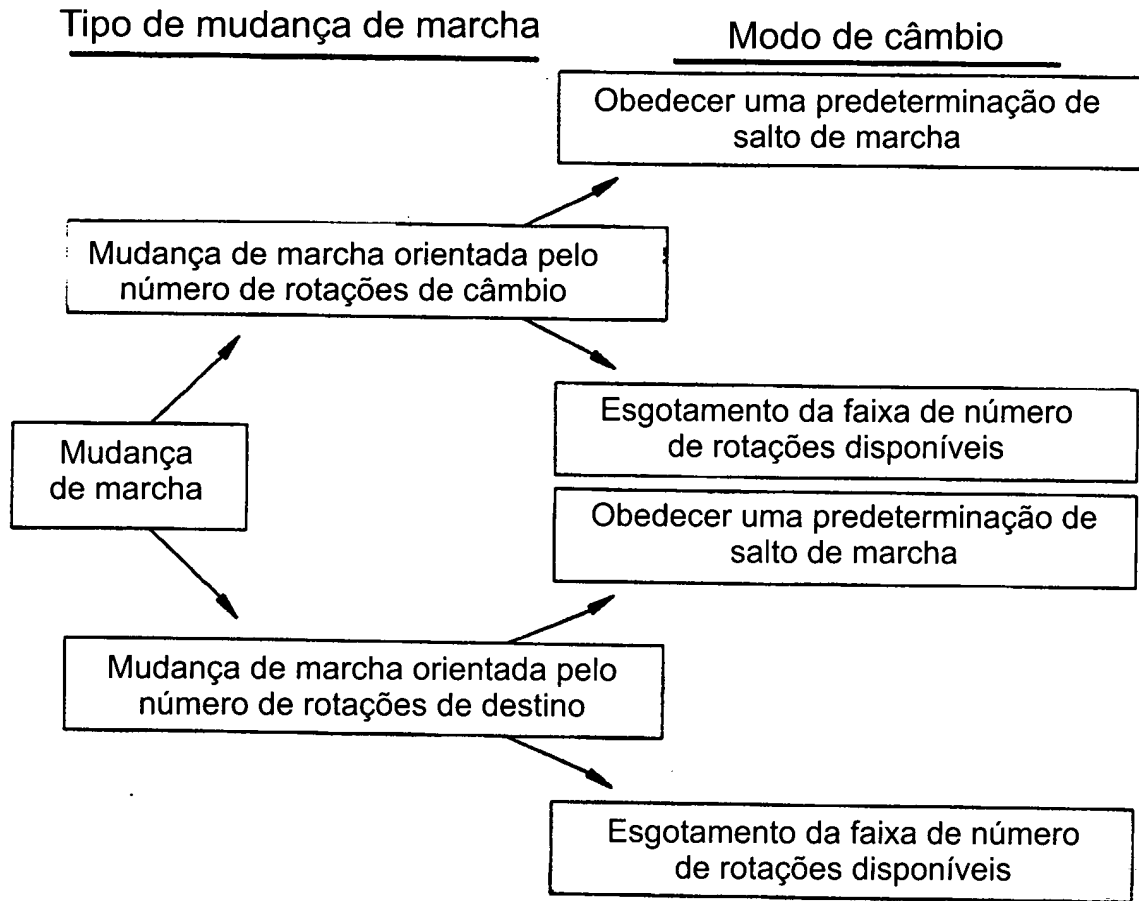 Tipo de mudança de marcha
Modo de câmbio
Obedecer uma predeterminação de
salto de marcha
Mudança de marcha orientada pelo
número de rotações de câmbio
Esgotamento da faixa de número
de rotações disponíveis
Mudança
de marcha
Obedecer uma predeterminação de
salto de marcha
Mudança de marcha orientada pelo
número de rotações de destino
Esgotamento da faixa de número
de rotações disponíveis